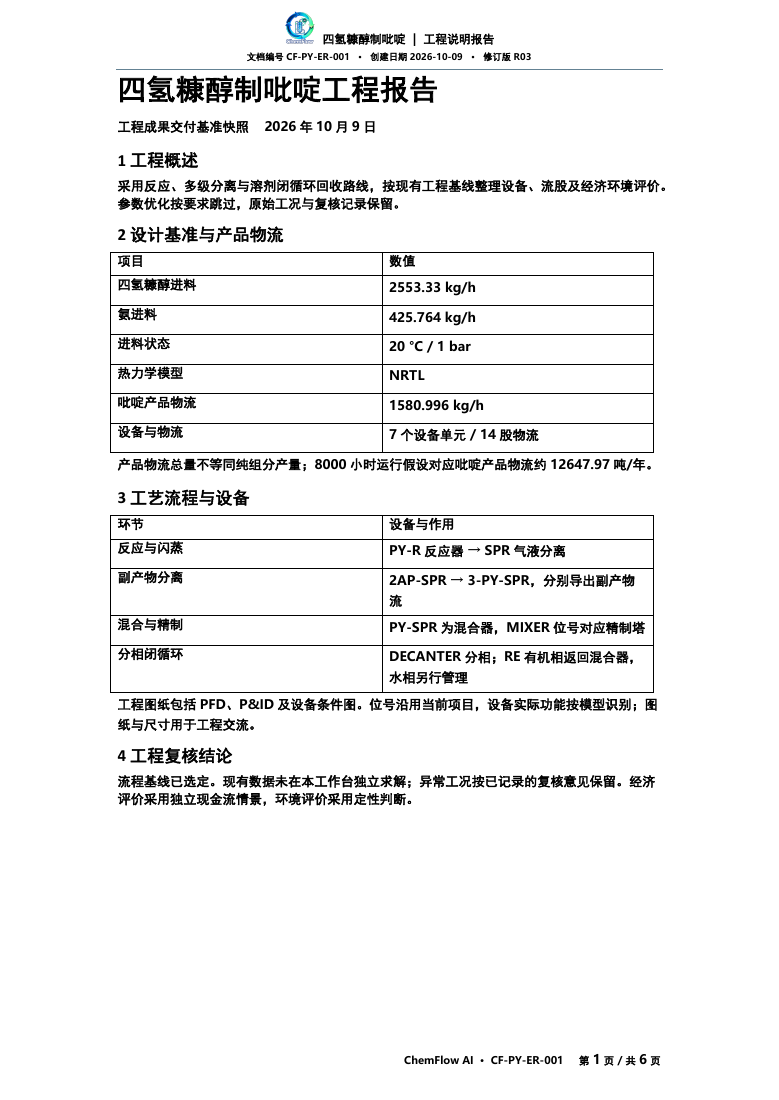 ChemFlow
四氢糠醇制吡啶 | 工程说明报告
文档编号 CF-PY-ER-001 • 创建日期 2026-10-09 • 修订版 R03
四氢糠醇制吡啶工程报告
工程成果交付基准快照 2026 年 10 月 9 日
1 工程概述
采用反应、多级分离与溶剂闭循环回收路线，按现有工程基线整理设备、流股及经济环境评价。
参数优化按要求跳过，原始工况与复核记录保留。
2 设计基准与产品物流
项目 数值
四氢糠醇进料 2553.33 kg/h
氨进料 425.764 kg/h
进料状态 20 °C / 1 bar
热力学模型 NRTL
吡啶产品物流 1580.996 kg/h
设备与物流 7 个设备单元 / 14 股物流
产品物流总量不等同纯组分产量；8000 小时运行假设对应吡啶产品物流约 12647.97 吨/年。
3 工艺流程与设备
环节 设备与作用
反应与闪蒸 PY-R 反应器 → SPR 气液分离
副产物分离 2AP-SPR → 3-PY-SPR，分别导出副产物
流
混合与精制 PY-SPR 为混合器，MIXER 位号对应精制塔
分相闭循环 DECANTER 分相；RE 有机相返回混合器，
水相另行管理
工程图纸包括 PFD、P&ID 及设备条件图。位号沿用当前项目，设备实际功能按模型识别；图
纸与尺寸用于工程交流。
4 工程复核结论
流程基线已选定。现有数据未在本工作台独立求解；异常工况按已记录的复核意见保留。经济
评价采用独立现金流情景，环境评价采用定性判断。
ChemFlow AI • CF-PY-ER-001 第 1 页 / 共 6 页